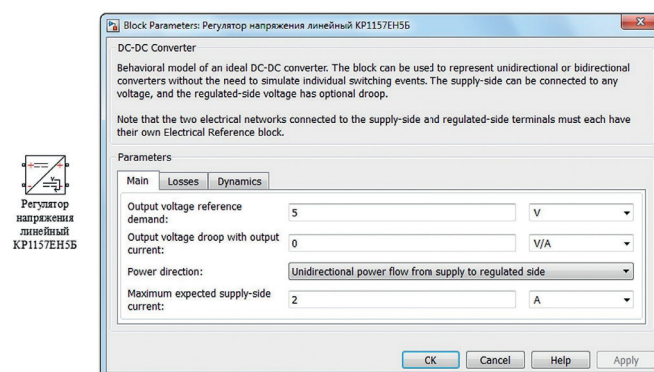 Block Parameters: Регулятор напряжения линейный КР1157ЕН5Б
DC-DC Converter
Behavioral model of an ideal DC-DC converter. The block can be used to represent unidirectional or bidirectional
converters without the need to simulate individual switching events. The supply-side can be connected to any
voltage, and the regulated-side voltage has optional droop.
Note that the two electrical networks connected to the supply-side and regulated-side terminals must each have
their own Electrical Reference block.
Parameters
Main Losses Dynamics
Output voltage reference
demand:
5 V
Output voltage droop with output
current:
0 V/A
Power direction: Unidirectional power flow from supply to regulated side
Maximum expected supply-side
current:
2 A
CK Cancel Help Apply
Регулятор
напряжения
линейный
КР1157ЕН5Б